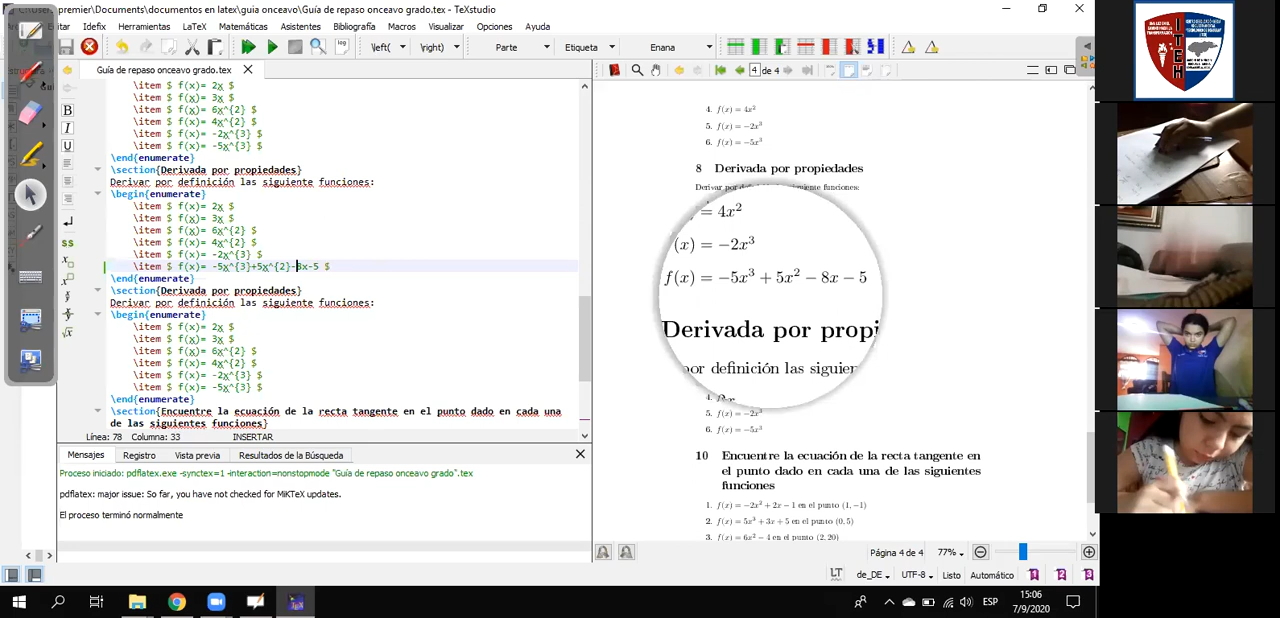 C:\Users\premier\Documents\documentos en latex\guia onceavo\Guía de repaso onceavo grado.tex - TeXstudio
Editar Idefix Herramientas LaTeX Matemáticas Asistentes Bibliografía Macros Visualizar Opciones Ayuda
\left( \right) Parte Etiqueta Enana
Guía de repaso onceavo grado.tex
4 de 4
\item $ f(x)= 2x $
\item $ f(x)= 3x $
\item $ f(x)= 6x^{2} $
\item $ f(x)= 4x^{2} $
\item $ f(x)= -2x^{3} $
\item $ f(x)= -5x^{3} $
\end{enumerate}
\section{Derivada por propiedades}
Derivar por definición las siguiente funciones:
\begin{enumerate}
\item $ f(x)= 2x $
\item $ f(x)= 3x $
\item $ f(x)= 6x^{2} $
\item $ f(x)= 4x^{2} $
\item $ f(x)= -2x^{3} $
\item $ f(x)= -5x^{3}+5x^{2}-8x-5 $
\end{enumerate}
\section{Derivada por propiedades}
Derivar por definición las siguiente funciones:
\begin{enumerate}
\item $ f(x)= 2x $
\item $ f(x)= 3x $
\item $ f(x)= 6x^{2} $
\item $ f(x)= 4x^{2} $
\item $ f(x)= -2x^{3} $
\item $ f(x)= -5x^{3} $
\end{enumerate}
\section{Encuentre la ecuación de la recta tangente en el punto dado en cada una
de las siguientes funciones}
Línea: 78 Columna: 33 INSERTAR
Mensajes Registro Vista previa Resultados de la Búsqueda
Proceso iniciado: pdflatex.exe -synctex=1 -interaction=nonstopmode "Guía de repaso onceavo grado".tex
pdflatex: major issue: So far, you have not checked for MiKTeX updates.
El proceso terminó normalmente
4. f(x) = 4x²
5. f(x) = −2x³
6. f(x) = −5x³
8 Derivada por propiedades
Derivar por
siguiente funciones:
= 4x²
(x) = −2x³
f(x) = −5x³ + 5x² − 8x − 5
Derivada por propi
por definición las siguien
4.
5. f(x) = −2x³
6. f(x) = −5x³
10 Encuentre la ecuación de la recta tangente en
el punto dado en cada una de las siguientes
funciones
1. f(x) = −2x² + 2x − 1 en el punto (1, −1)
2. f(x) = 5x³ + 3x + 5 en el punto (0, 5)
3. f(x) = 6x² − 4 en el punto (2, 20)
Página 4 de 4 77%
LT de_DE UTF-8 Listo Automático 1 2 3
ESP 15:06
7/9/2020
ITEH